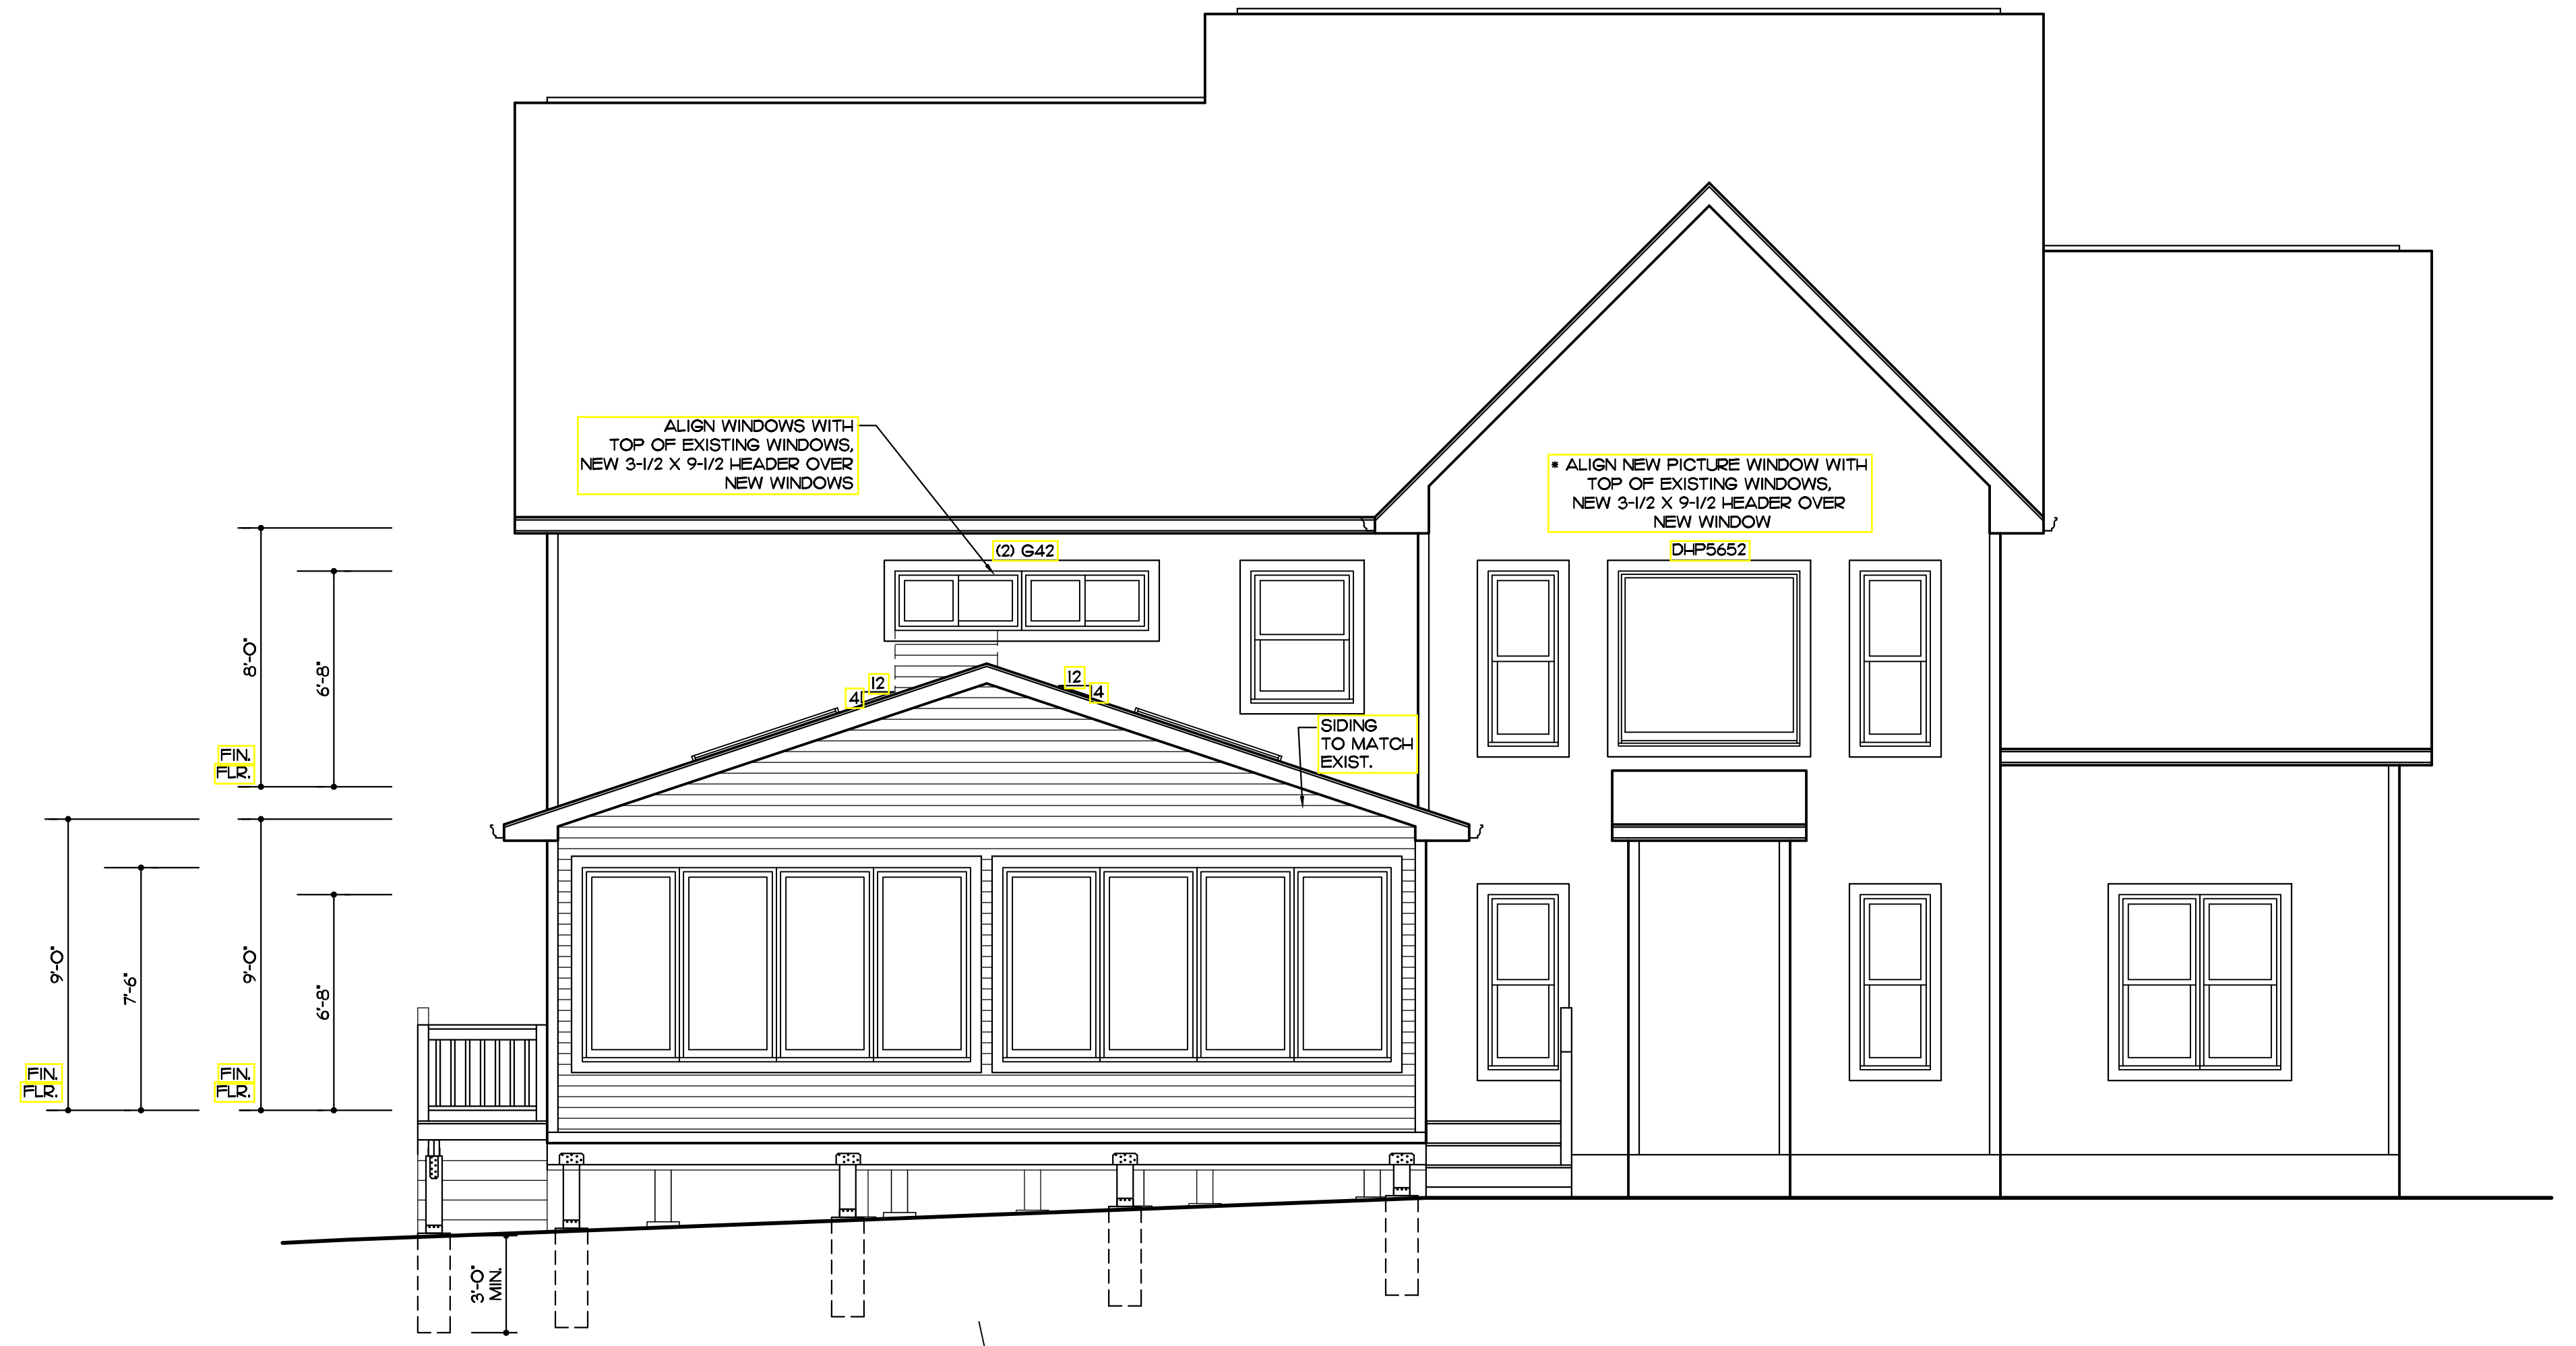 ALIGN WINDOWS WITH
TOP OF EXISTING WINDOWS,
NEW 3-1/2 X 9-1/2 HEADER OVER
NEW WINDOWS
* ALIGN NEW PICTURE WINDOW WITH
TOP OF EXISTING WINDOWS,
NEW 3-1/2 X 9-1/2 HEADER OVER
NEW WINDOW
(2) G42
DHP5652
8'-0"
6'-8"
12
4
12
4
SIDING
TO MATCH
EXIST.
FIN.
FLR.
9'-0"
7'-6"
9'-0"
6'-8"
FIN.
FLR.
FIN.
FLR.
3'-0"
MIN.